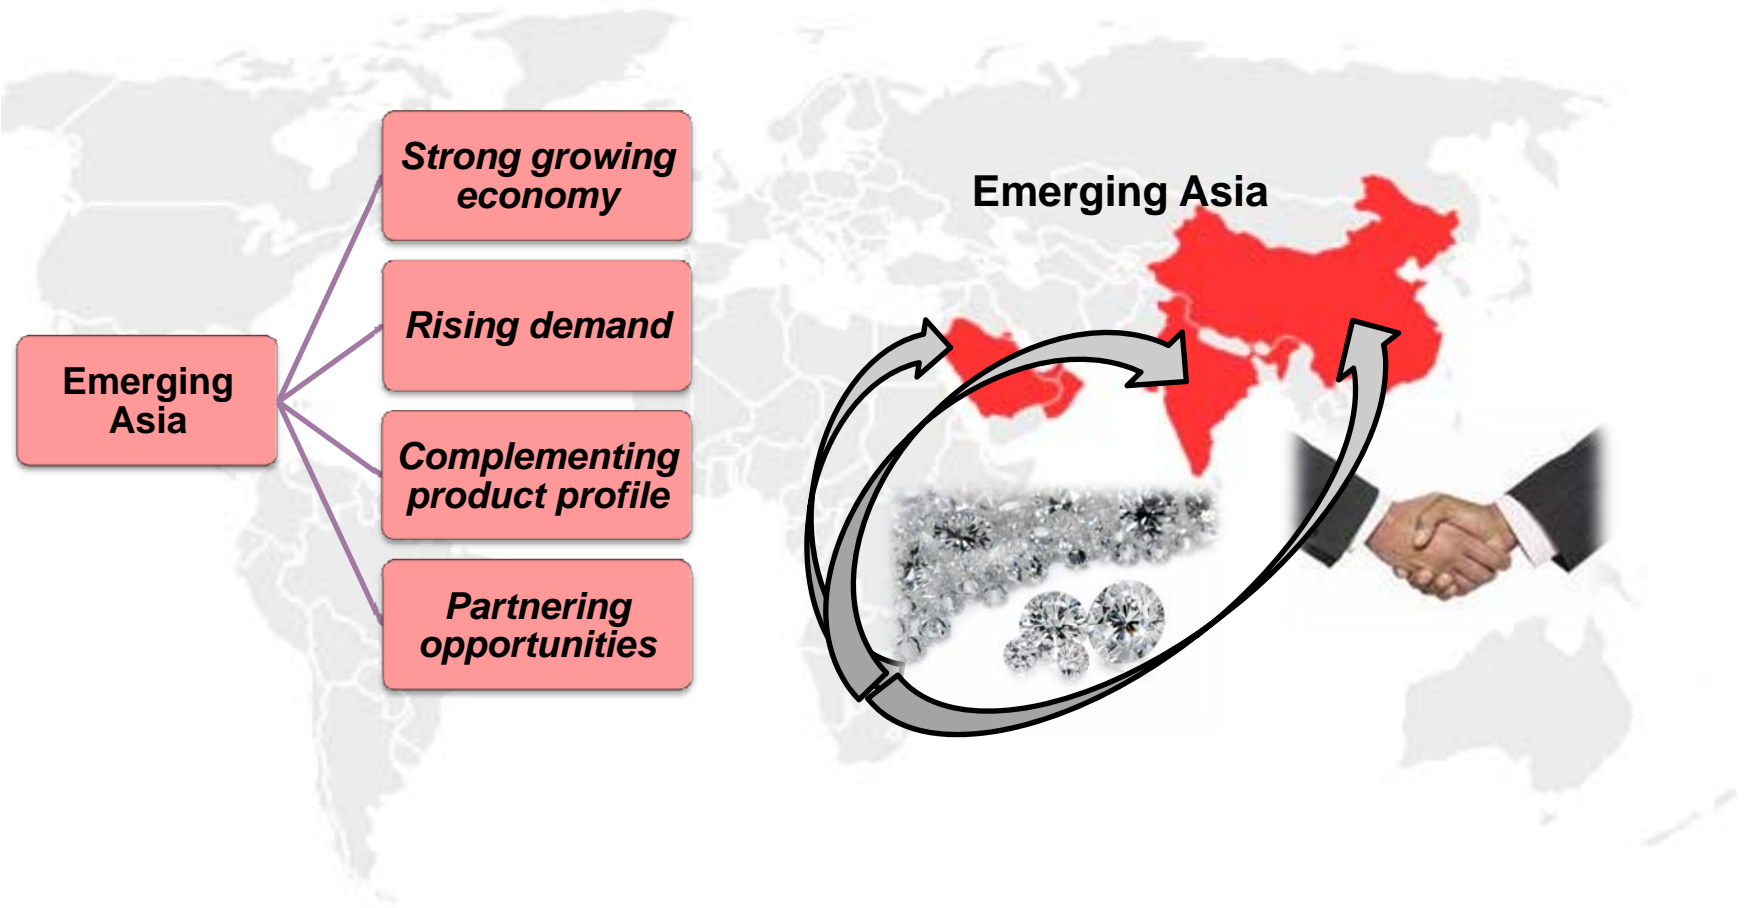 Emerging
Asia
Strong growing
economy
Rising demand
Complementing
product profile
Partnering
opportunities
Emerging Asia